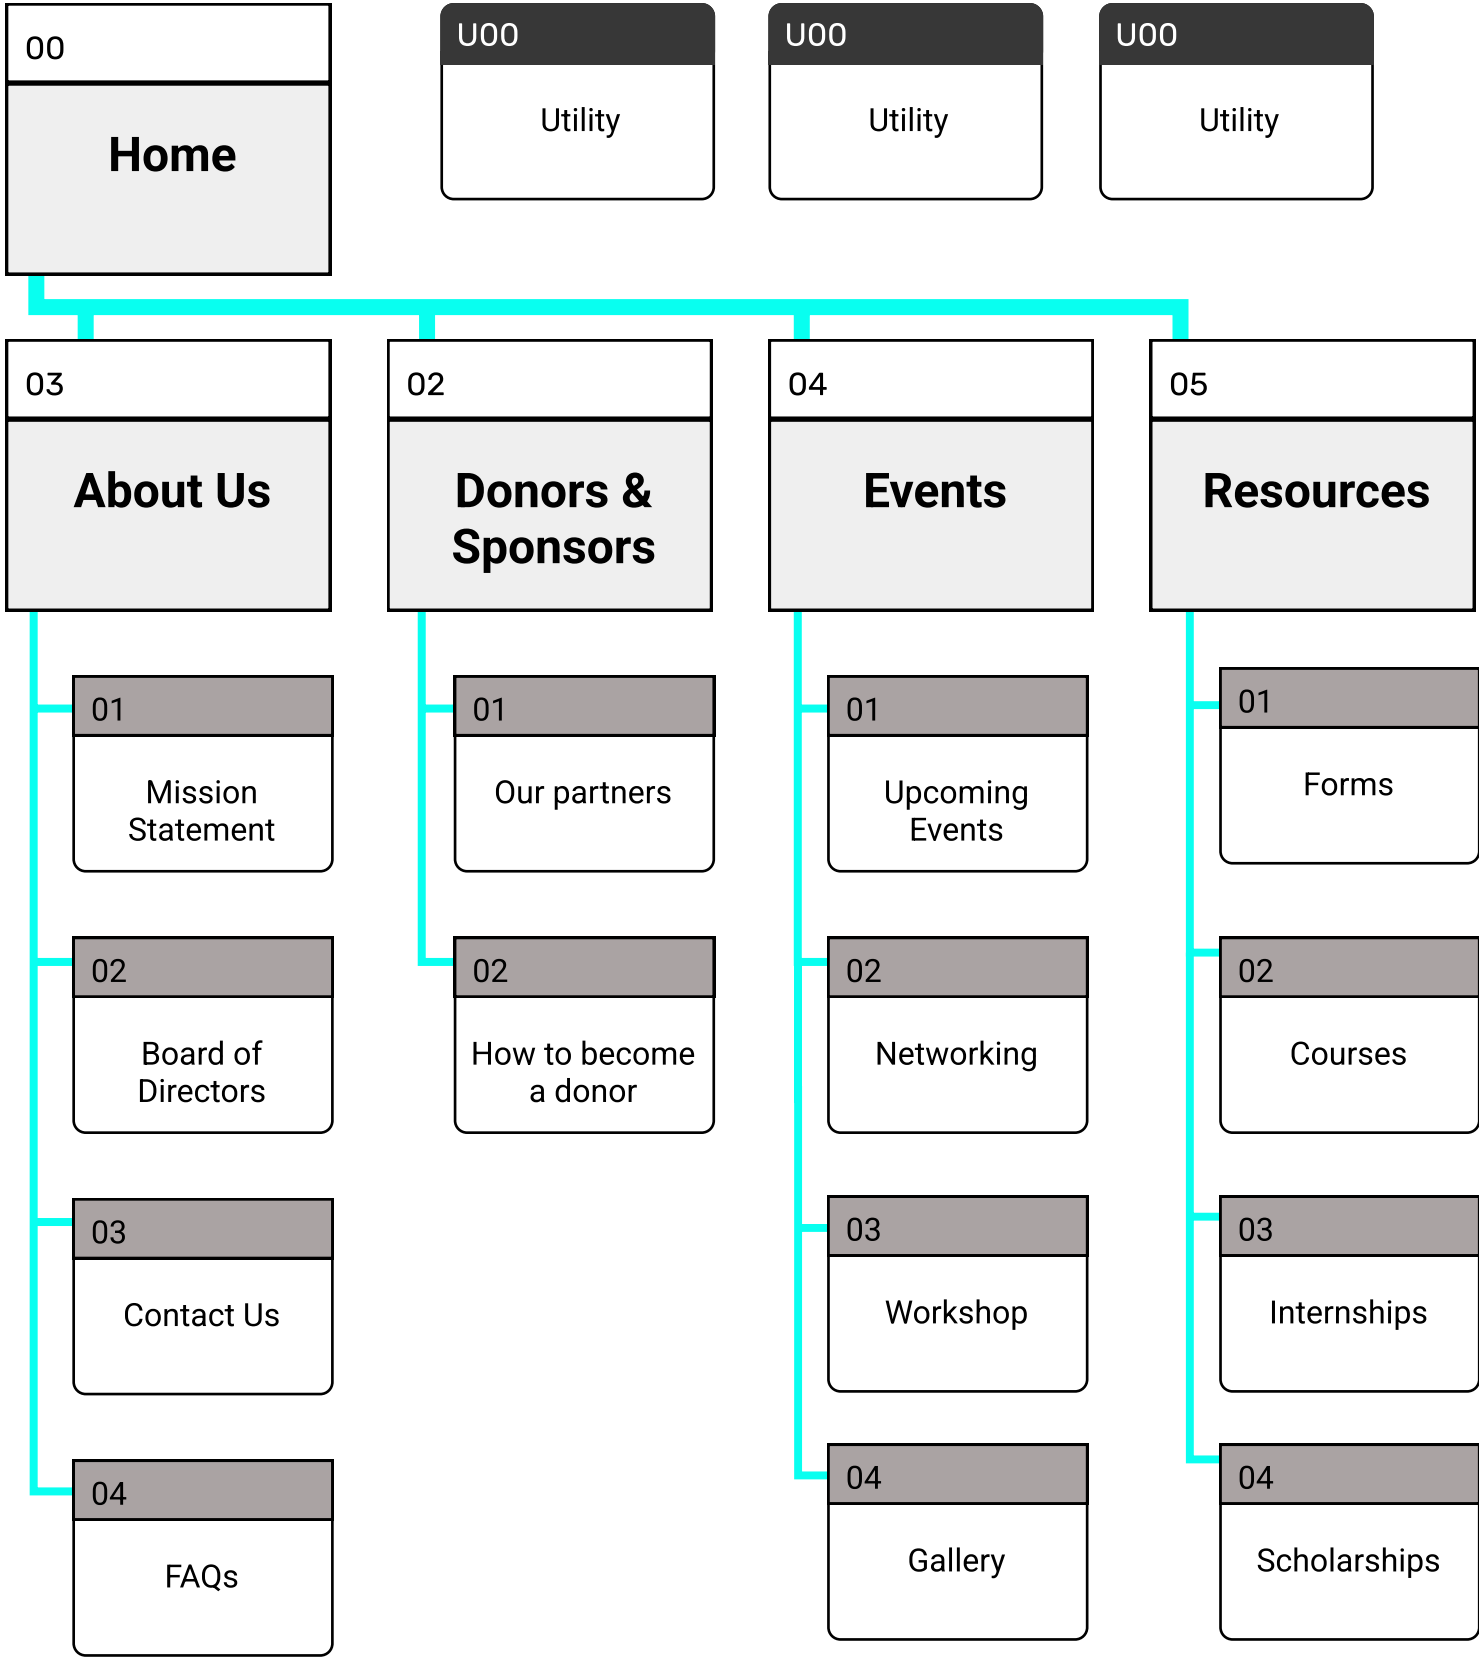 00
Home
U00
Utility
U00
Utility
U00
Utility
03
About Us
02
Donors &
Sponsors
04
Events
05
Resources
01
Mission
Statement
02
Board of
Directors
03
Contact Us
04
FAQs
01
Our partners
02
How to become
a donor
01
Upcoming
Events
02
Networking
03
Workshop
04
Gallery
01
Forms
02
Courses
03
Internships
04
Scholarships